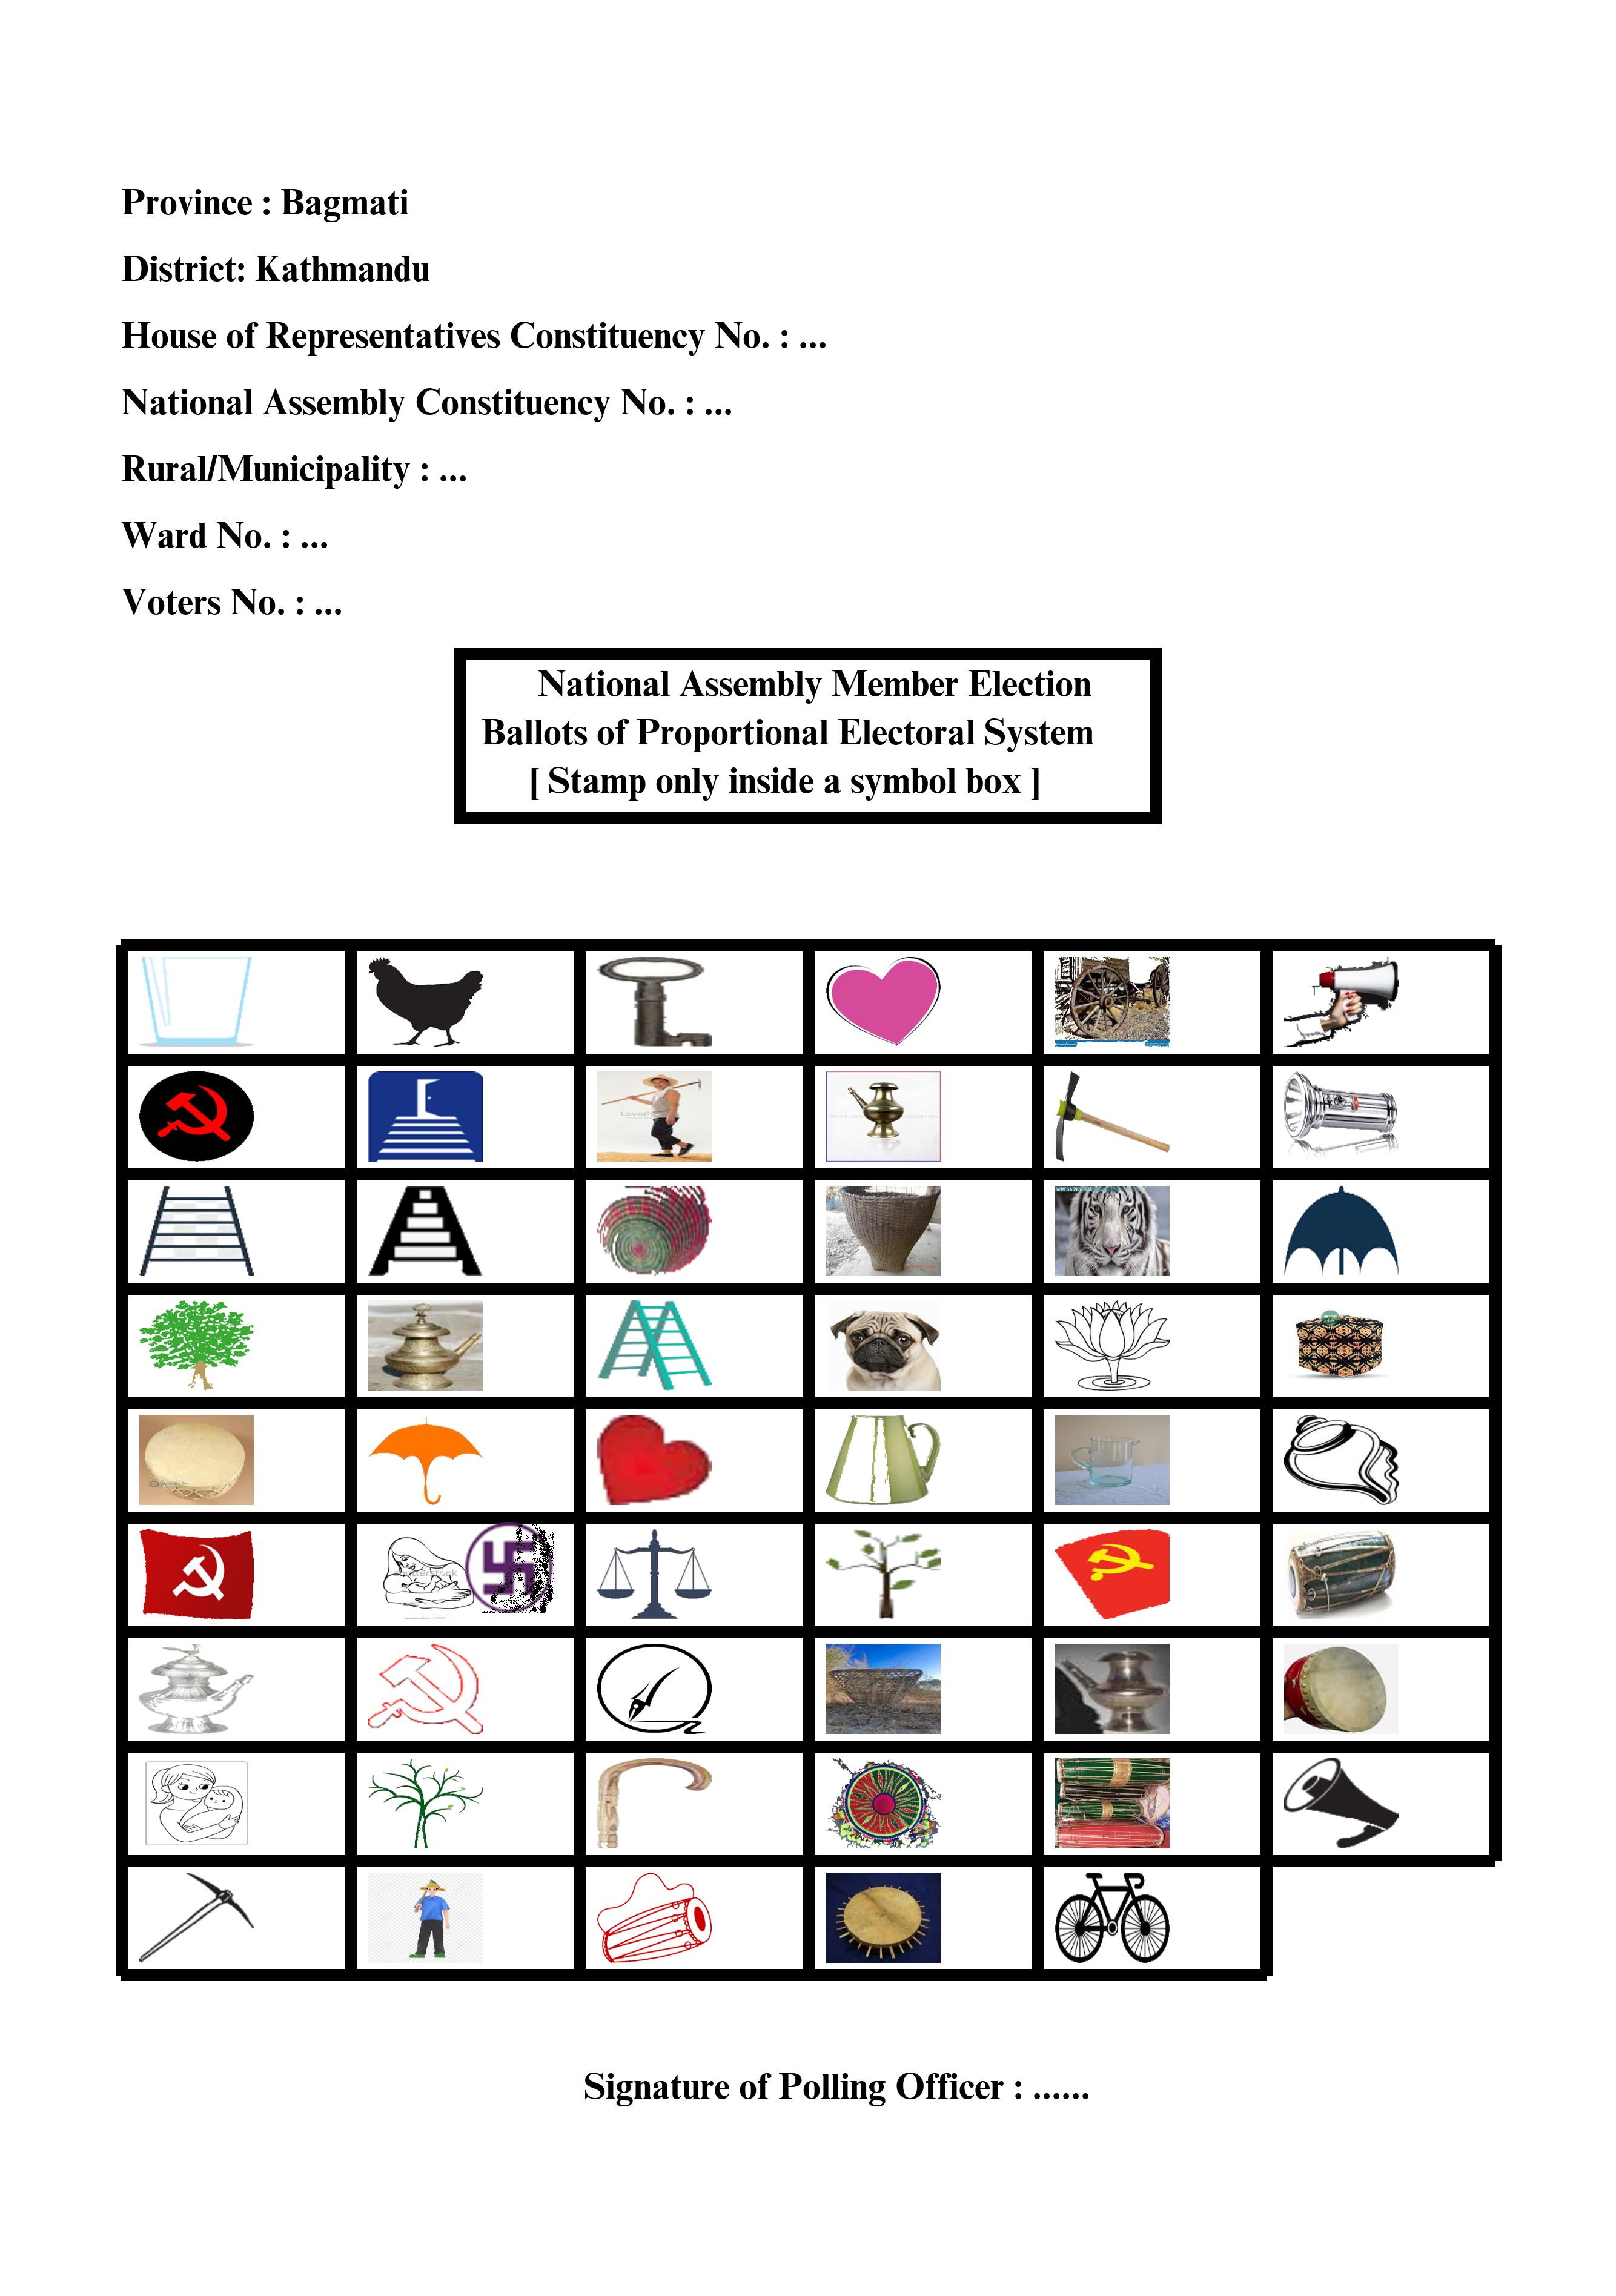 Province : Bagmati
District: Kathmandu
House of Representatives Constituency No. : ...
National Assembly Constituency No. : ...
Rural/Municipality : ...
Ward No. : ...
Voters No. : ...
National Assembly Member Election
Ballots of Proportional Electoral System
[ Stamp only inside a symbol box ]
Signature of Polling Officer : ......